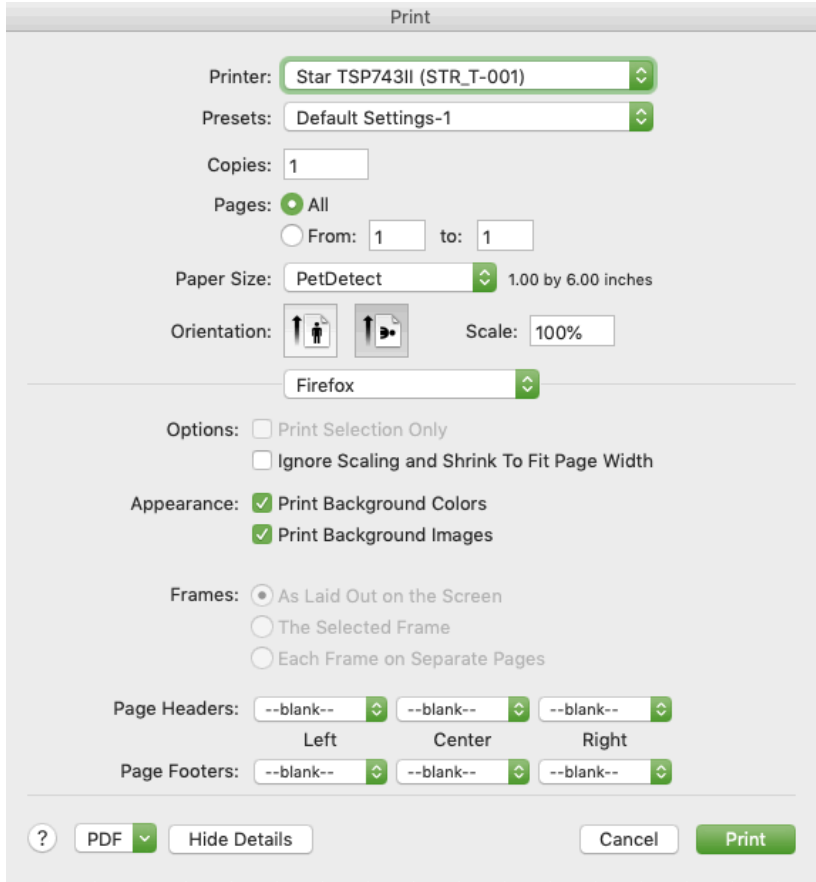 Print
Printer: Star TSP743II (STR_T-001)
Presets: Default Settings-1
Copies: 1
Pages: All
From: 1 to: 1
Paper Size: PetDetect 1.00 by 6.00 inches
Orientation: Scale: 100%
Firefox
Options: Print Selection Only
Ignore Scaling and Shrink To Fit Page Width
Appearance: Print Background Colors
Print Background Images
Frames: As Laid Out on the Screen
The Selected Frame
Each Frame on Separate Pages
Page Headers: --blank-- --blank-- --blank--
Left Center Right
Page Footers: --blank-- --blank-- --blank--
? PDF Hide Details Cancel Print